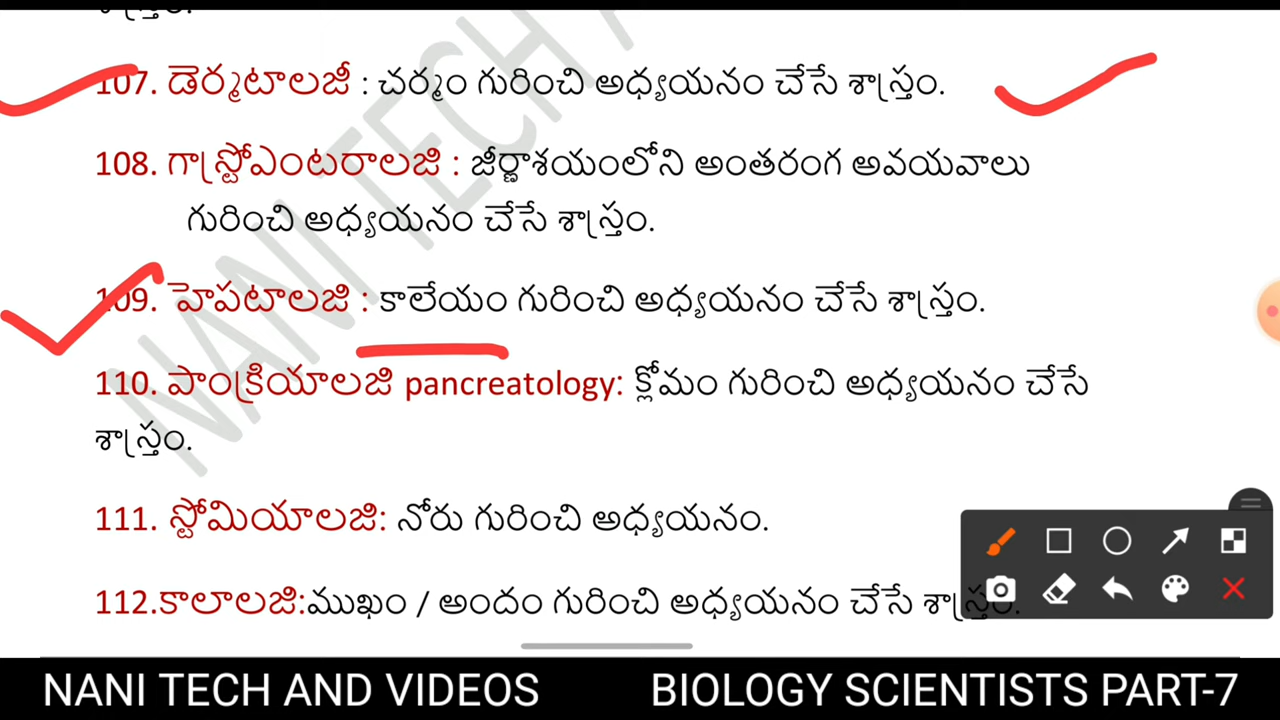 శాస్త్రం.
107. డెర్మటాలజీ : చర్మం గురించి అధ్యయనం చేసే శాస్త్రం.
108. గాస్ట్రోఎంటరాలజి : జీర్ణాశయంలోని అంతరంగ అవయవాలు
గురించి అధ్యయనం చేసే శాస్త్రం.
109. హెపటాలజి : కాలేయం గురించి అధ్యయనం చేసే శాస్త్రం.
110. పాంక్రియాలజి pancreatology: క్లోమం గురించి అధ్యయనం చేసే
శాస్త్రం.
111. స్టోమియాలజి: నోరు గురించి అధ్యయనం.
112.కాలాలజి:ముఖం / అందం గురించి అధ్యయనం చేసే శాస్త్రం.
NANI TECH A
NANI TECH AND VIDEOS BIOLOGY SCIENTISTS PART-7